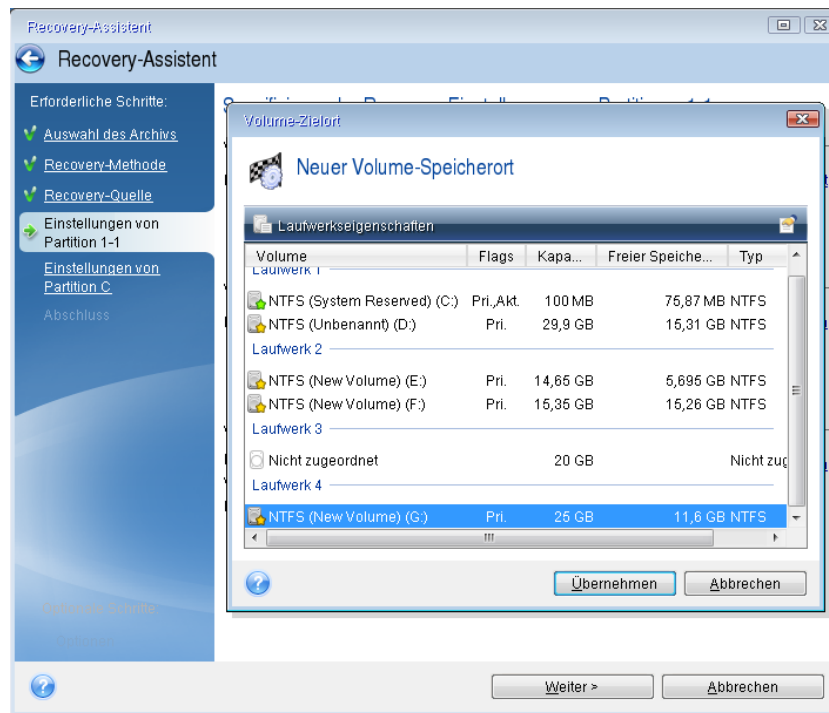 Recovery-Assistent
Recovery-Assistent
Erforderliche Schritte:
Auswahl des Archivs
Recovery-Methode
Recovery-Quelle
Einstellungen von
Partition 1-1
Einstellungen von
Partition C
Abschluss
Volume-Zielort
Neuer Volume-Speicherort
Laufwerkseigenschaften
Volume Flags Kapa... Freier Speiche... Typ
Laufwerk 1
NTFS (System Reserved) (C:) Pri.,Akt. 100 MB 75,87 MB NTFS
NTFS (Unbenannt) (D:) Pri. 29,9 GB 15,31 GB NTFS
Laufwerk 2
NTFS (New Volume) (E:) Pri. 14,65 GB 5,695 GB NTFS
NTFS (New Volume) (F:) Pri. 15,35 GB 15,26 GB NTFS
Laufwerk 3
Nicht zugeordnet 20 GB Nicht zug
Laufwerk 4
NTFS (New Volume) (G:) Pri. 25 GB 11,6 GB NTFS
Übernehmen Abbrechen
Weiter > Abbrechen